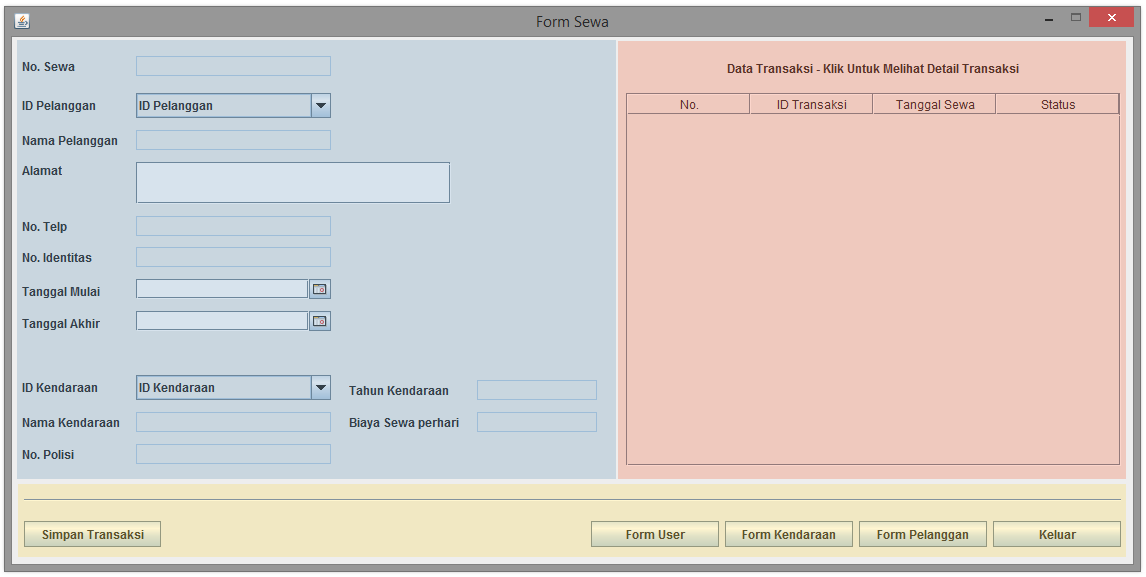 Form Sewa
No. Sewa
ID Pelanggan ID Pelanggan
Nama Pelanggan
Alamat
No. Telp
No. Identitas
Tanggal Mulai
Tanggal Akhir
ID Kendaraan ID Kendaraan Tahun Kendaraan
Nama Kendaraan Biaya Sewa perhari
No. Polisi
Data Transaksi - Klik Untuk Melihat Detail Transaksi
No. ID Transaksi Tanggal Sewa Status
Simpan Transaksi Form User Form Kendaraan Form Pelanggan Keluar